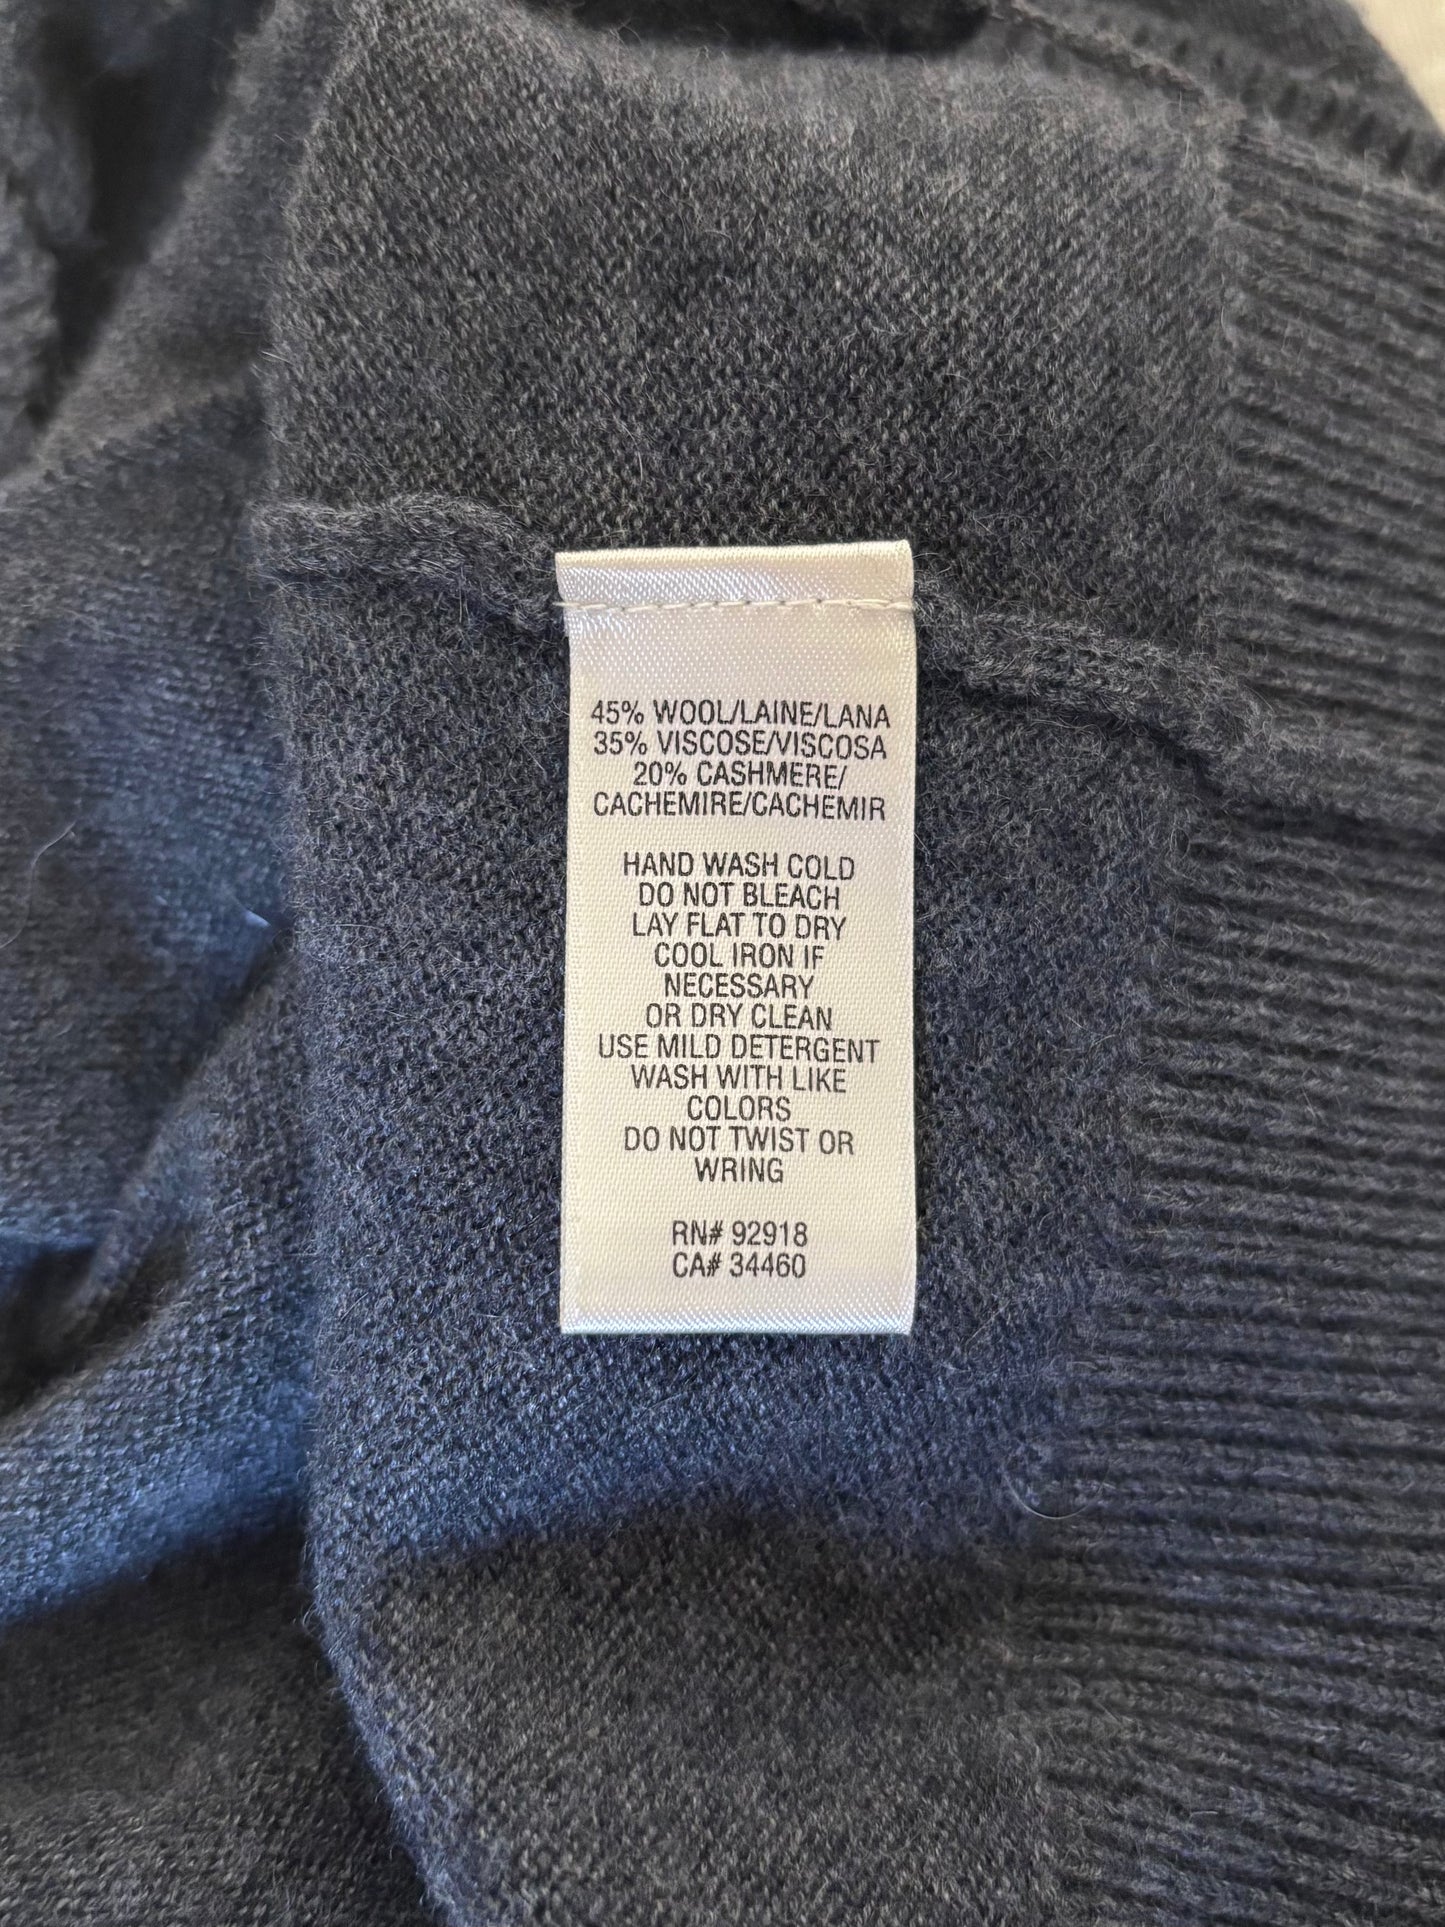 45% WOOL/LAINE/LANA
35% VISCOSE/VISCOSA
20% CASHMERE/
CACHEMIRE/CACHEMIR
HAND WASH COLD
DO NOT BLEACH
LAY FLAT TO DRY
COOL IRON IF
NECESSARY
OR DRY CLEAN
USE MILD DETERGENT
WASH WITH LIKE
COLORS
DO NOT TWIST OR
WRING
RN# 92918
CA# 34460